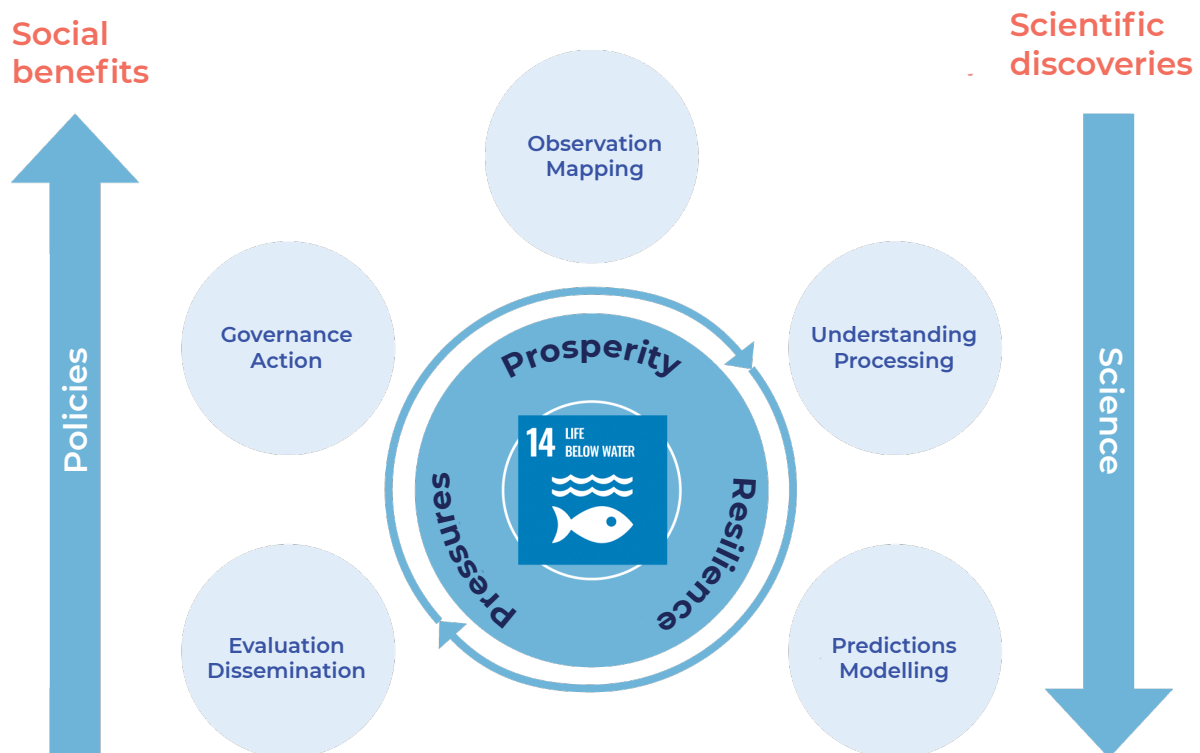 Social
benefits
Scientific
discoveries
Observation
Mapping
Governance
Action
Understanding
Processing
Policies
Science
Prosperity
Resilience
Pressures
14 LIFE
BELOW WATER
Evaluation
Dissemination
Predictions
Modelling